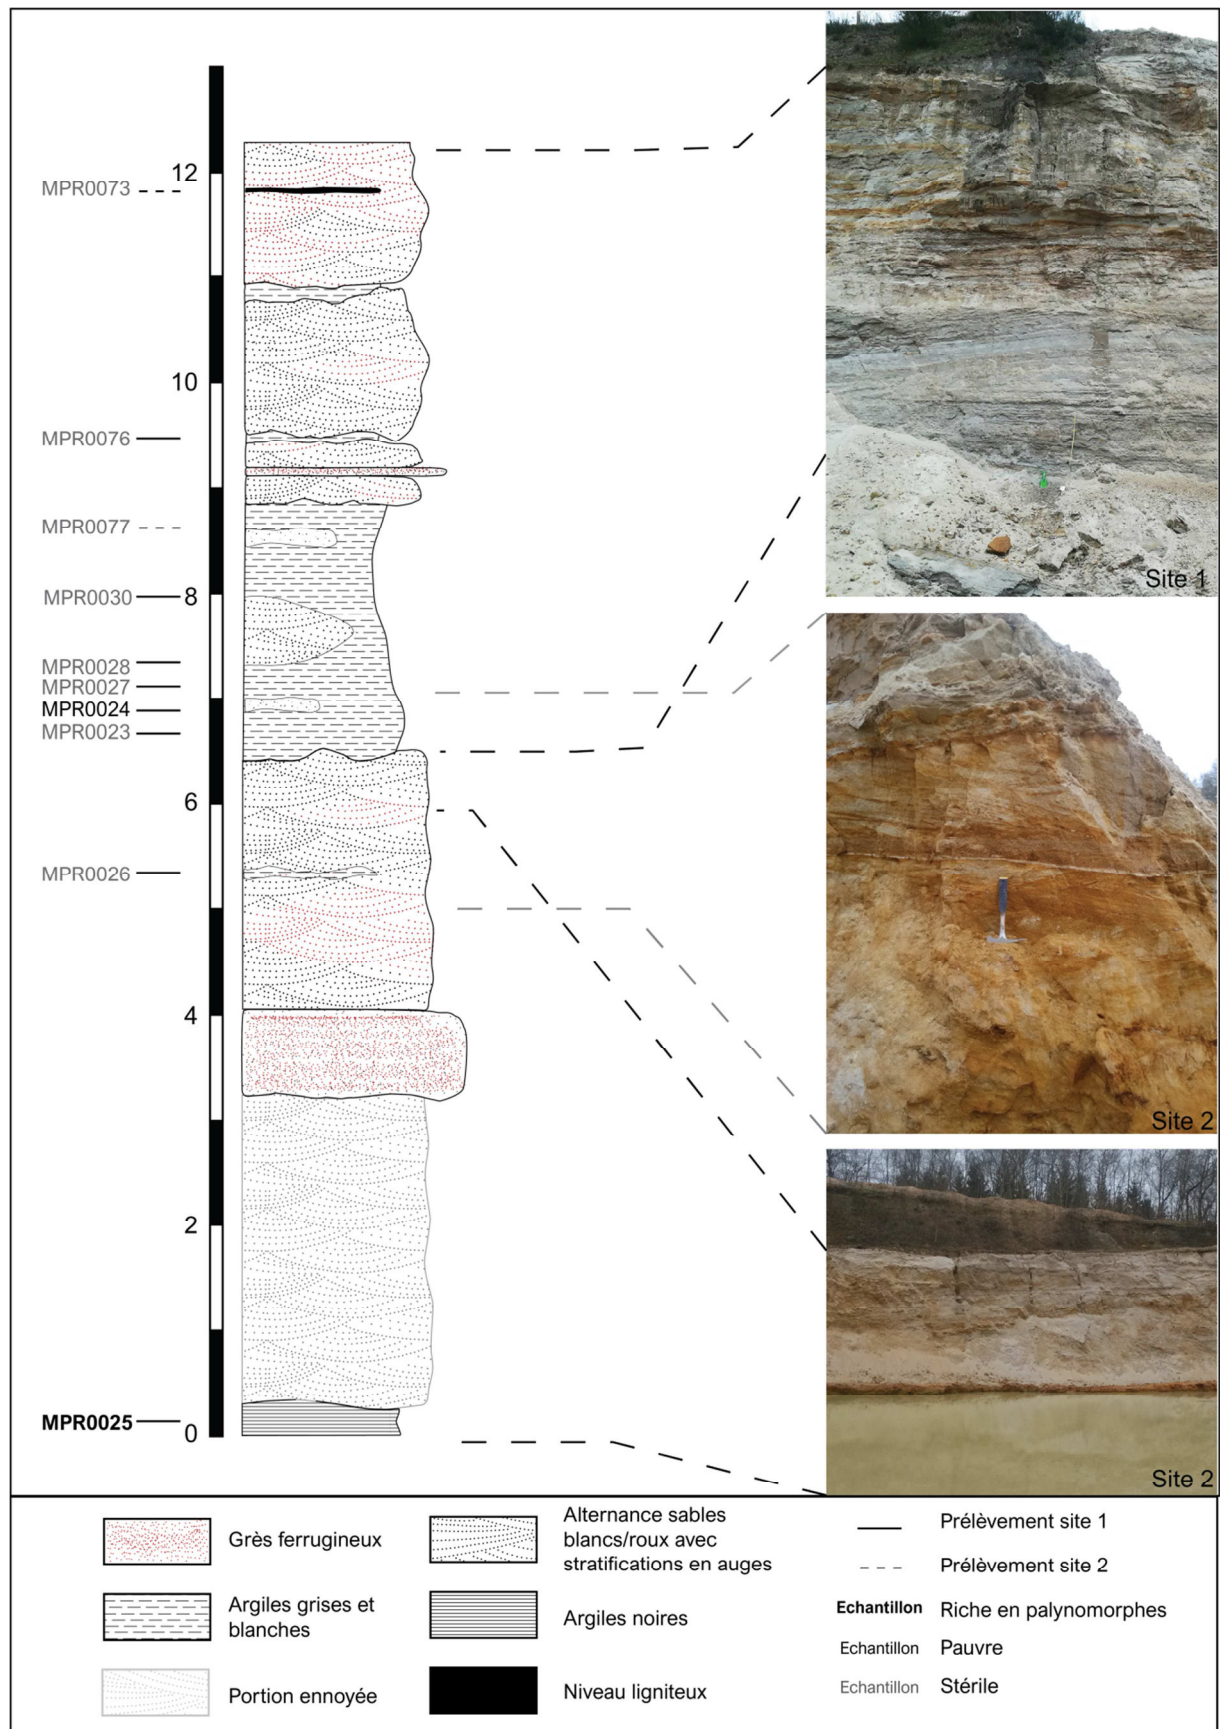 12
MPR0073
10
MPR0076
MPR0077
8
MPR0030
MPR0028
MPR0027
MPR0024
MPR0023
6
MPR0026
4
2
MPR0025
0
Site 1
Site 2
Site 2
Grès ferrugineux
Argiles grises et
blanches
Portion ennoyée
Alternance sables
blancs/roux avec
stratifications en auges
Argiles noires
Niveau ligniteux
Prélèvement site 1
Prélèvement site 2
Echantillon Riche en palynomorphes
Echantillon Pauvre
Echantillon Stérile